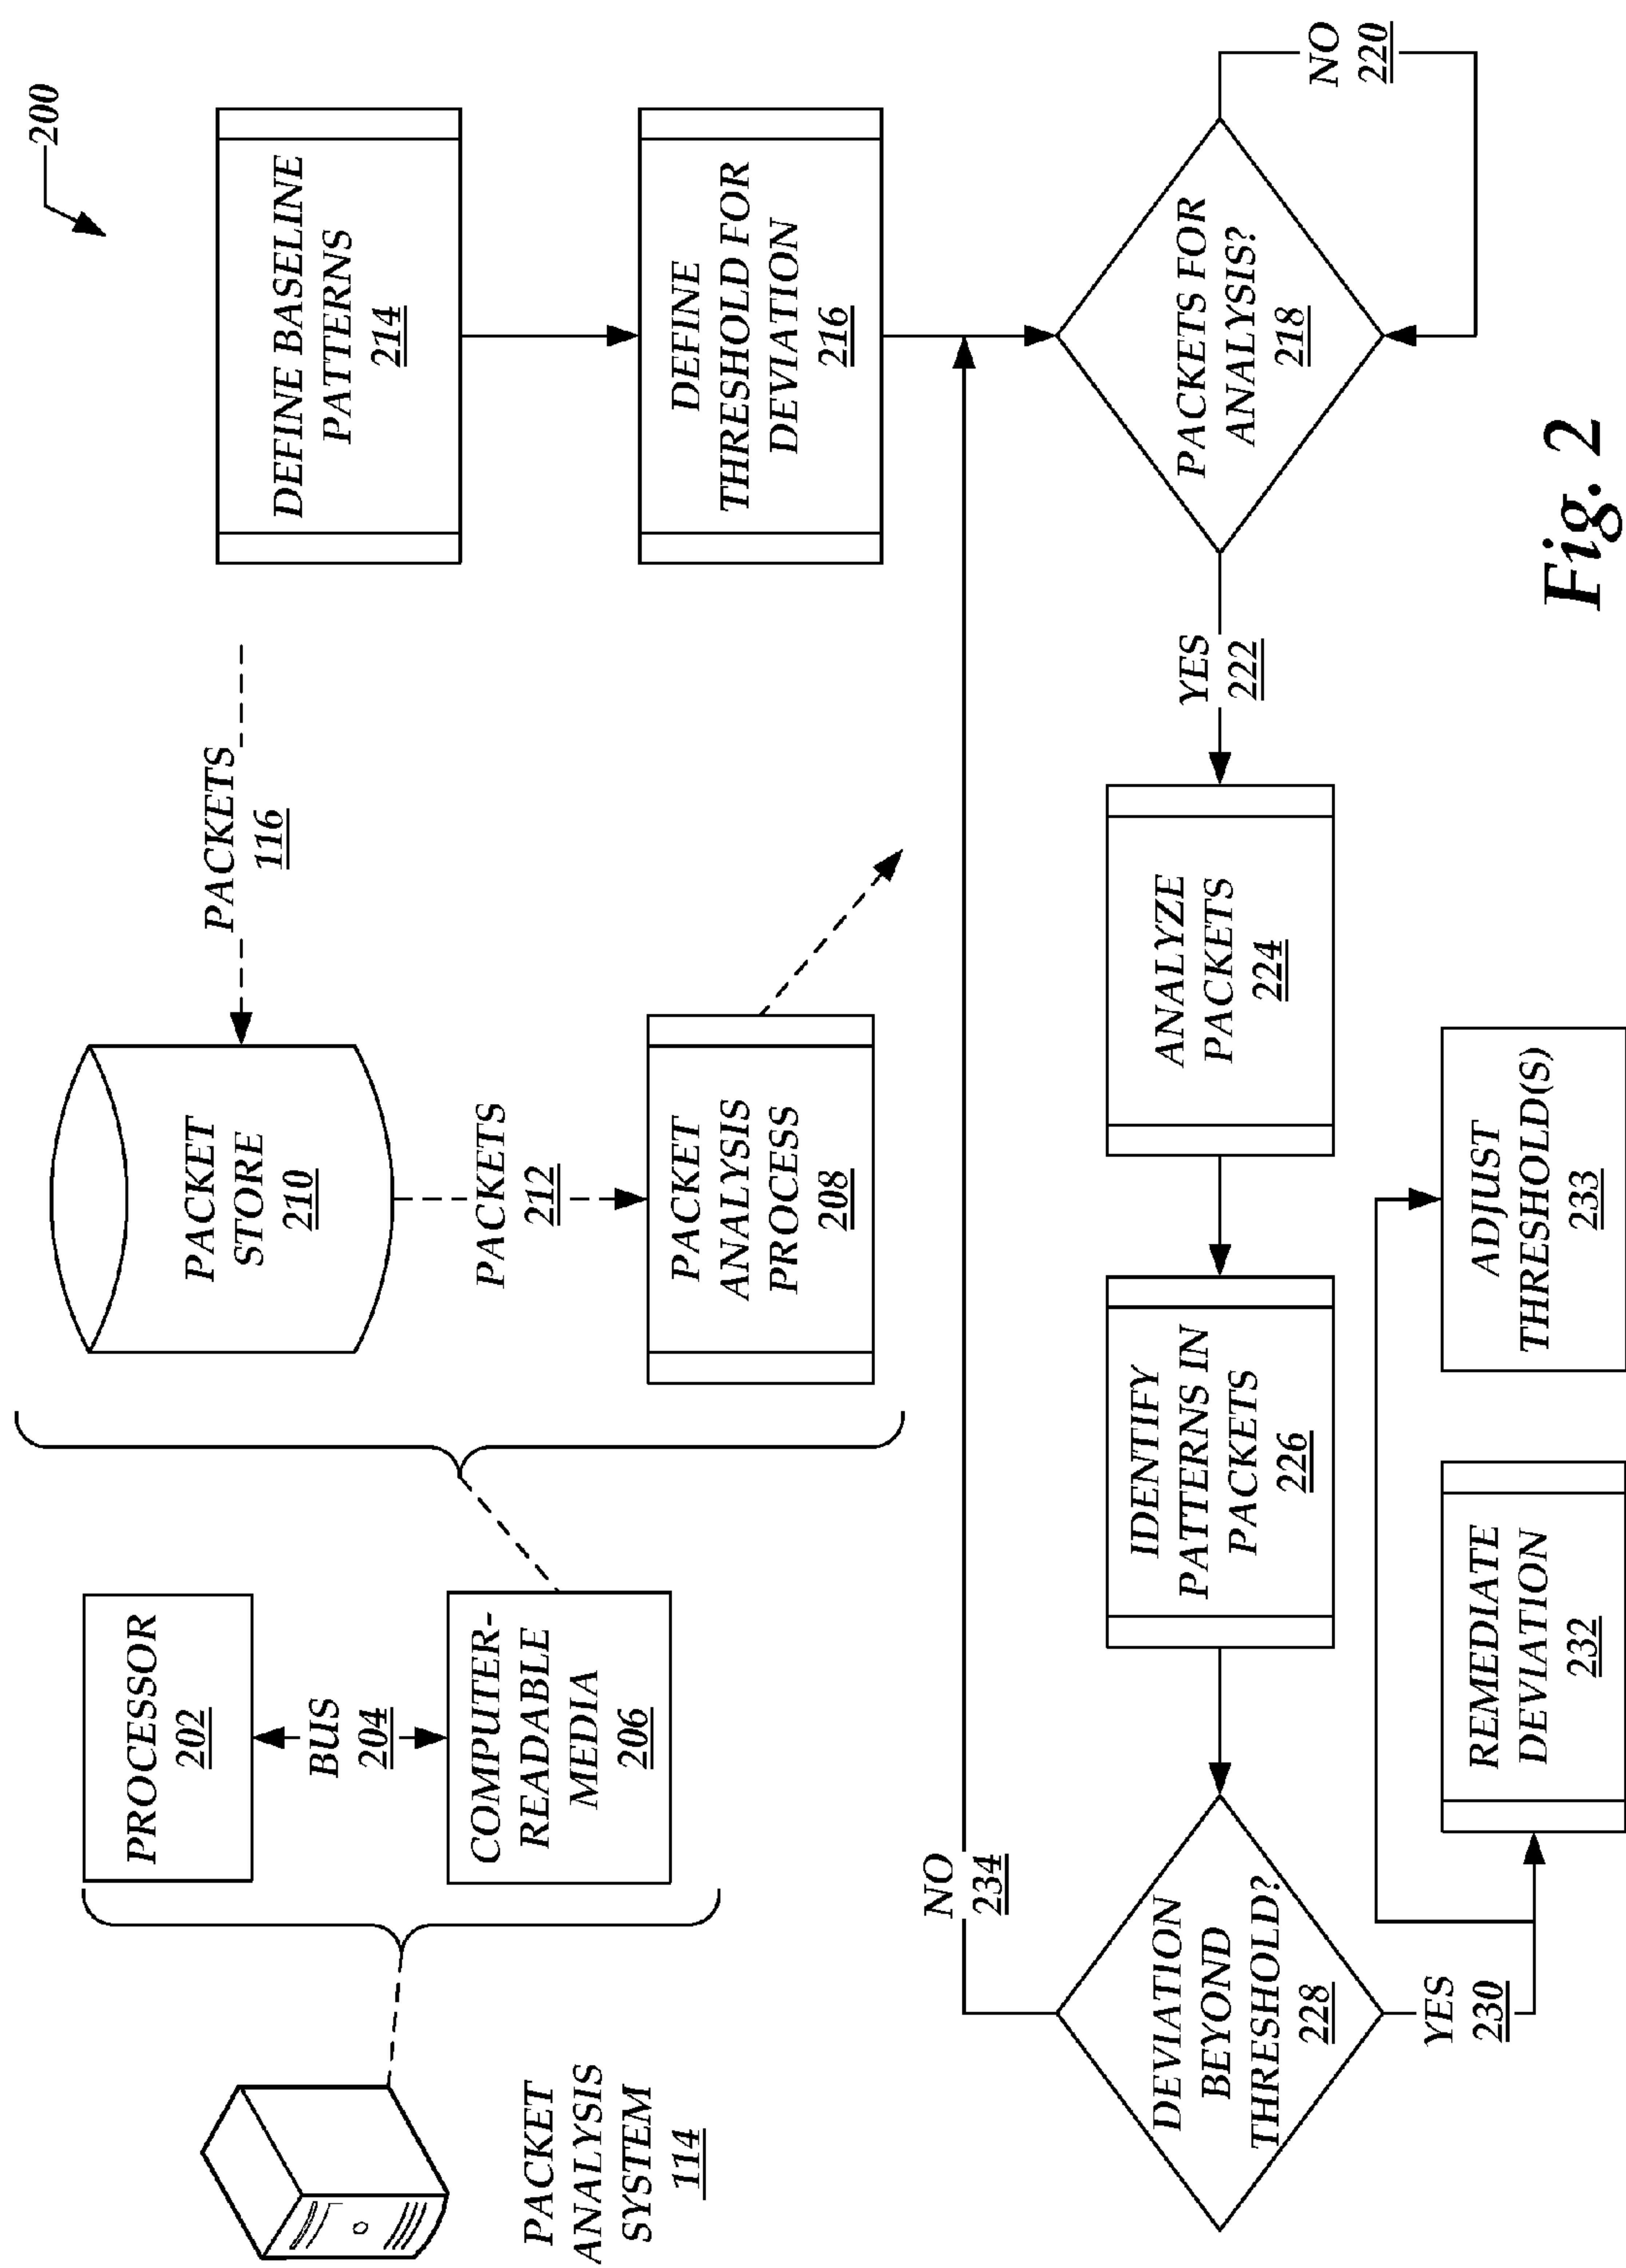 200
PACKET
ANALYSIS
SYSTEM
114
PROCESSOR
202
BUS
204
COMPUTER-
READABLE
MEDIA
206
PACKET
STORE
210
PACKETS
116
PACKETS
212
PACKET
ANALYSIS
PROCESS
208
DEFINE BASELINE
PATTERNS
214
DEFINE
THRESHOLD FOR
DEVIATION
216
PACKETS FOR
ANALYSIS?
218
NO
220
YES
222
ANALYZE
PACKETS
224
IDENTIFY
PATTERNS IN
PACKETS
226
DEVIATION
BEYOND
THRESHOLD?
228
NO
234
YES
230
REMEDIATE
DEVIATION
232
ADJUST
THRESHOLD(S)
233
Fig. 2